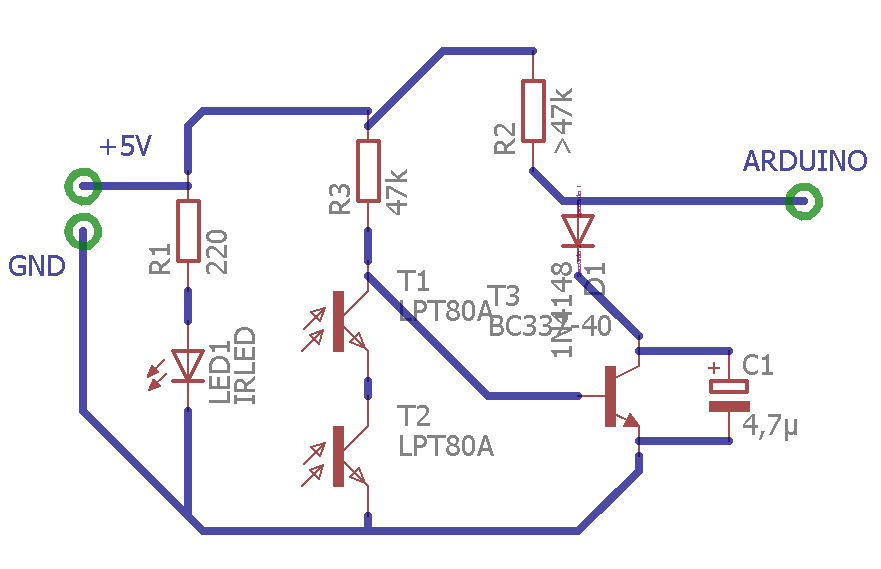 +5V
GND
R1
220
LED1
IRLED
R3
47k
T1
LPT80A
T2
LPT80A
T3
BC337-40
R2
>47k
D1
1N4148
ARDUINO
+
C1
4,7µ